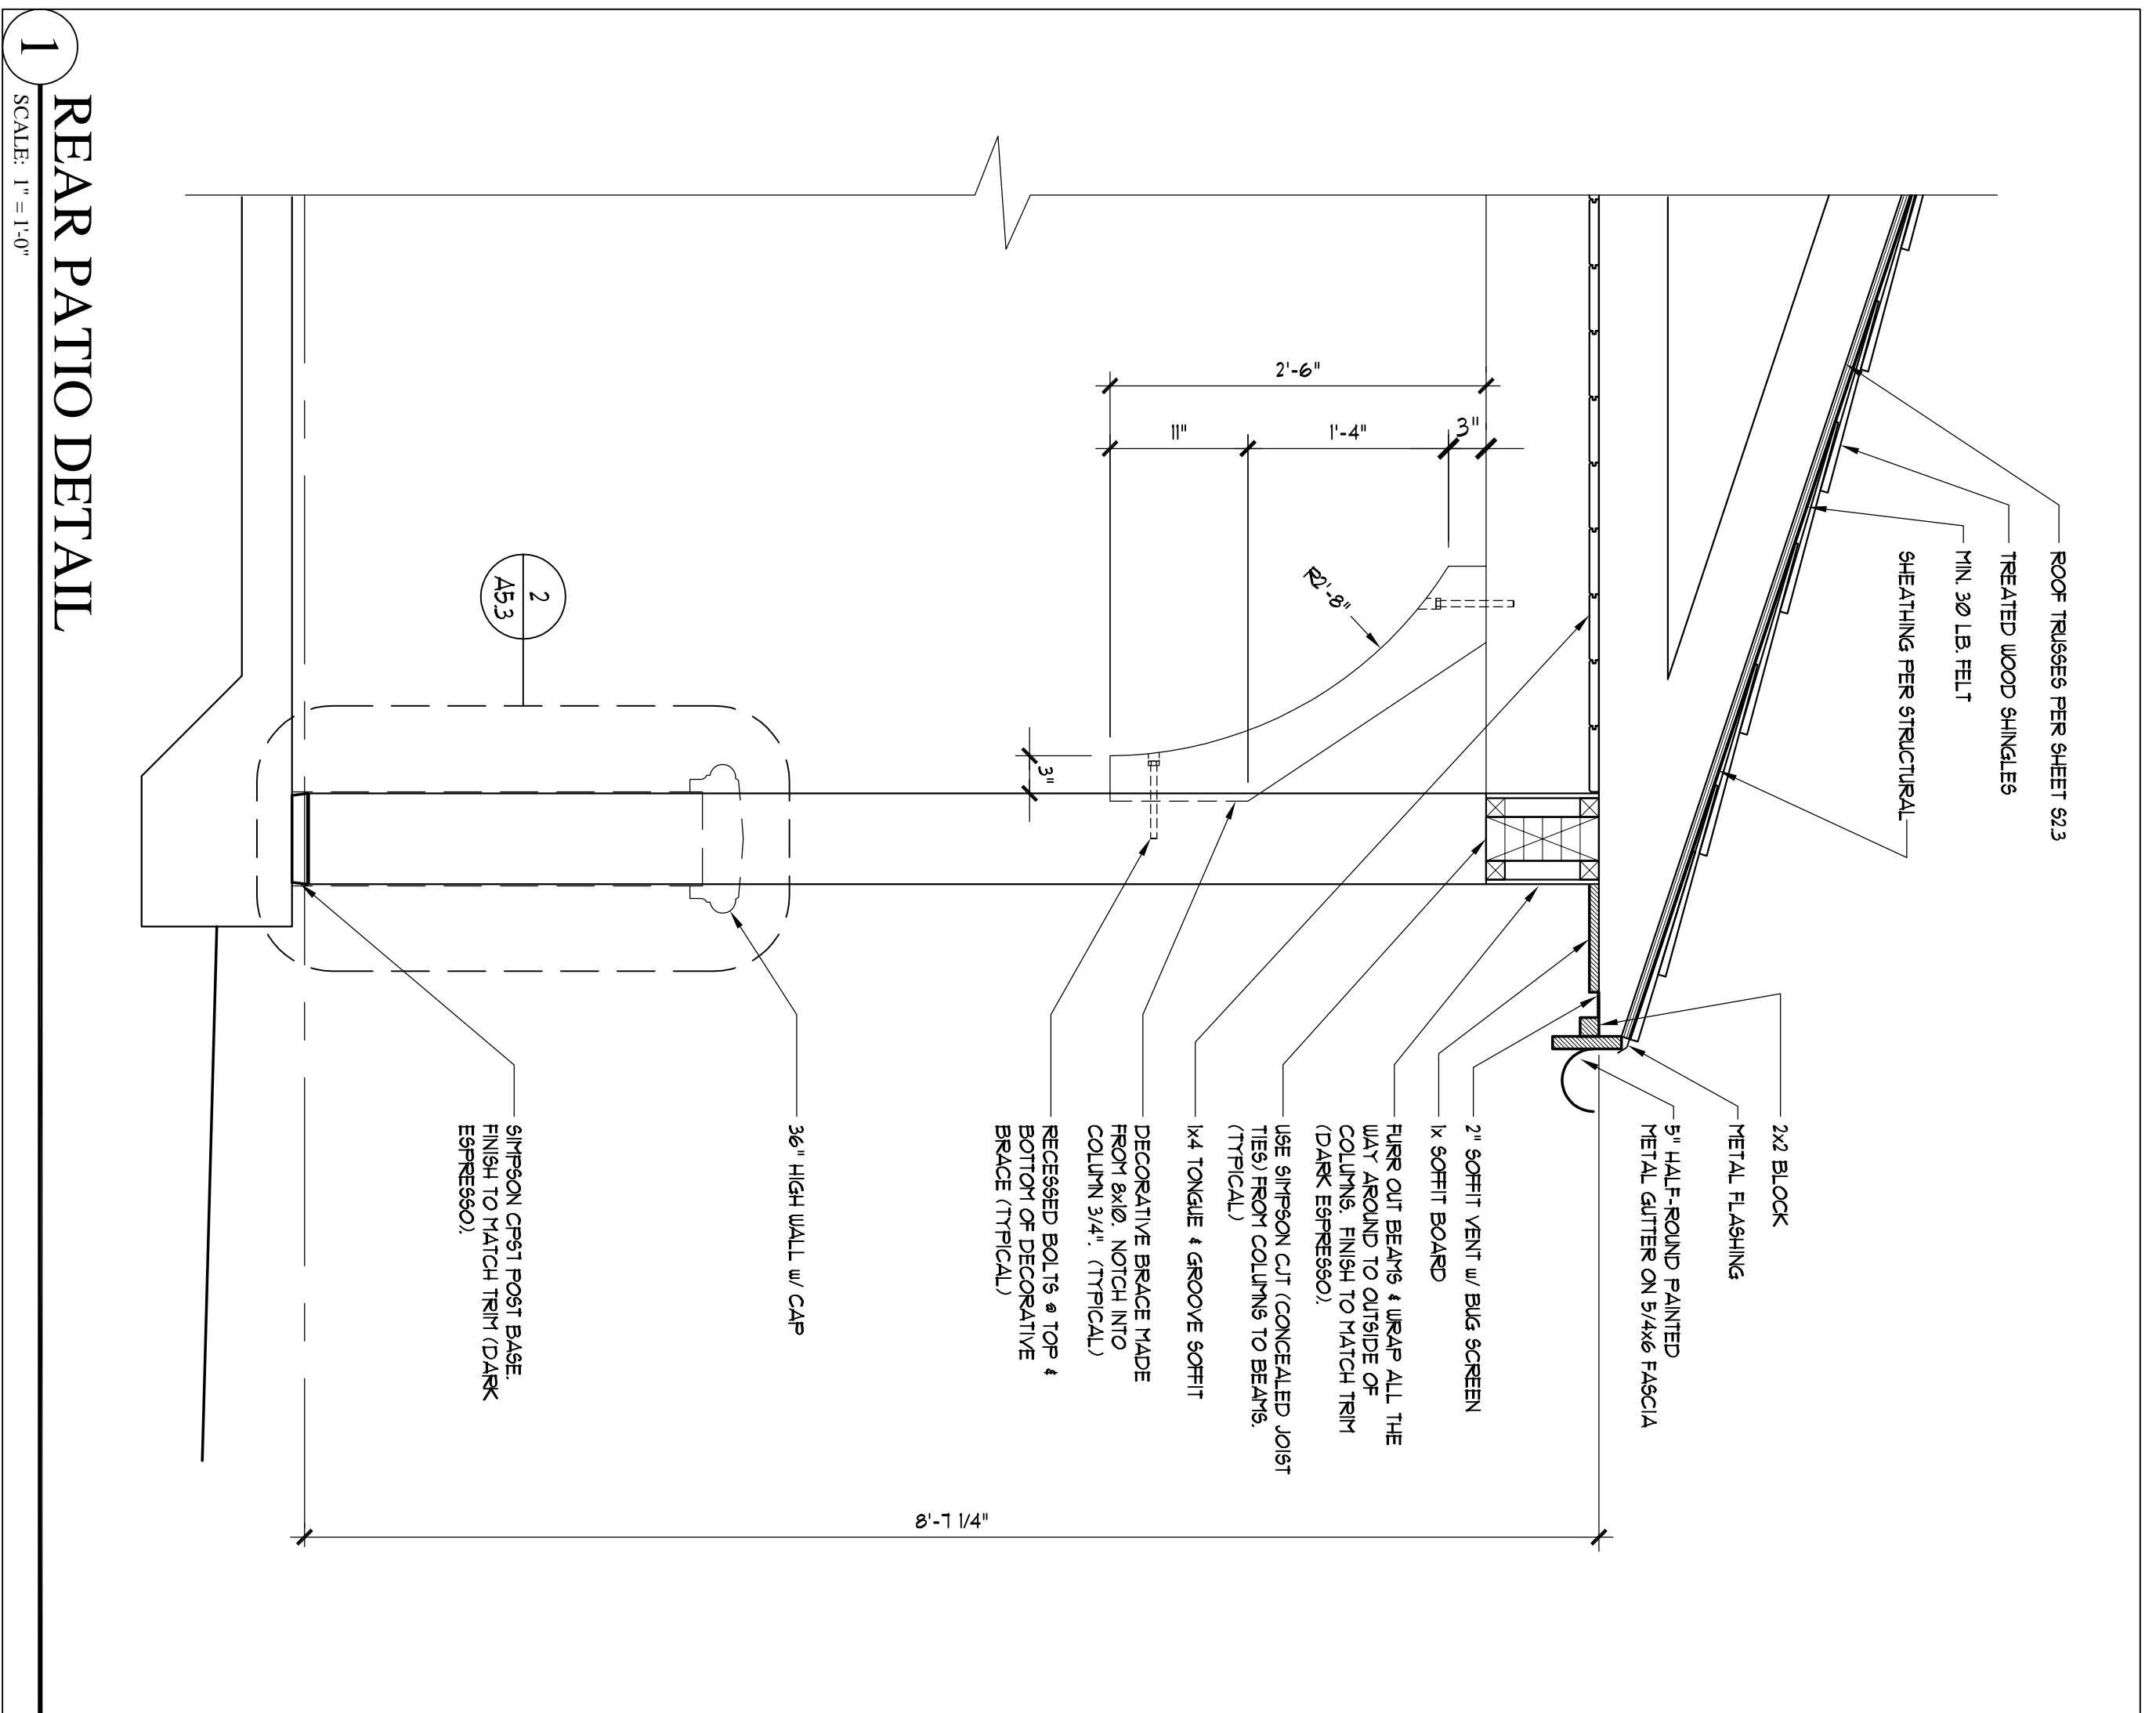 ROOF TRUSSES PER SHEET S2.3
TREATED WOOD SHINGLES
MIN. 30 LB. FELT
SHEATHING PER STRUCTURAL
2x2 BLOCK
METAL FLASHING
5" HALF-ROUND PAINTED
METAL GUTTER ON 5/4x6 FASCIA
2" SOFFIT VENT w/ BUG SCREEN
1x SOFFIT BOARD
FURR OUT BEAMS & WRAP ALL THE
WAY AROUND TO OUTSIDE OF
COLUMNS. FINISH TO MATCH TRIM
(DARK ESPRESSO).
USE SIMPSON CJT (CONCEALED JOIST
TIES) FROM COLUMNS TO BEAMS.
(TYPICAL)
1x4 TONGUE & GROOVE SOFFIT
DECORATIVE BRACE MADE
FROM 8x10. NOTCH INTO
COLUMN 3/4". (TYPICAL)
RECESSED BOLTS @ TOP &
BOTTOM OF DECORATIVE
BRACE (TYPICAL)
36" HIGH WALL w/ CAP
SIMPSON CPST POST BASE.
FINISH TO MATCH TRIM (DARK
ESPRESSO).
2'-6"
3"
1'-4"
11"
R2'-8"
3"
8'-7 1/4"
2
A5.3
1
REAR PATIO DETAIL
SCALE: 1" = 1'-0"